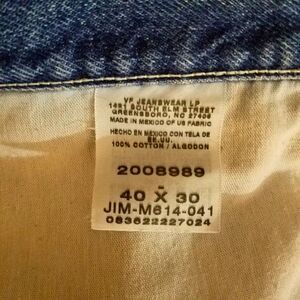 VF JEANSWEAR LP
1421 SOUTH ELM STREET
GREENSBORO, NC 27406
MADE IN MEXICO OF US FABRIC
HECHO EN MEXICO CON TELA DE
EE.UU.
100% COTTON / ALGODON
2008989
-
40 X 30
JIM-M614-041
083622227024